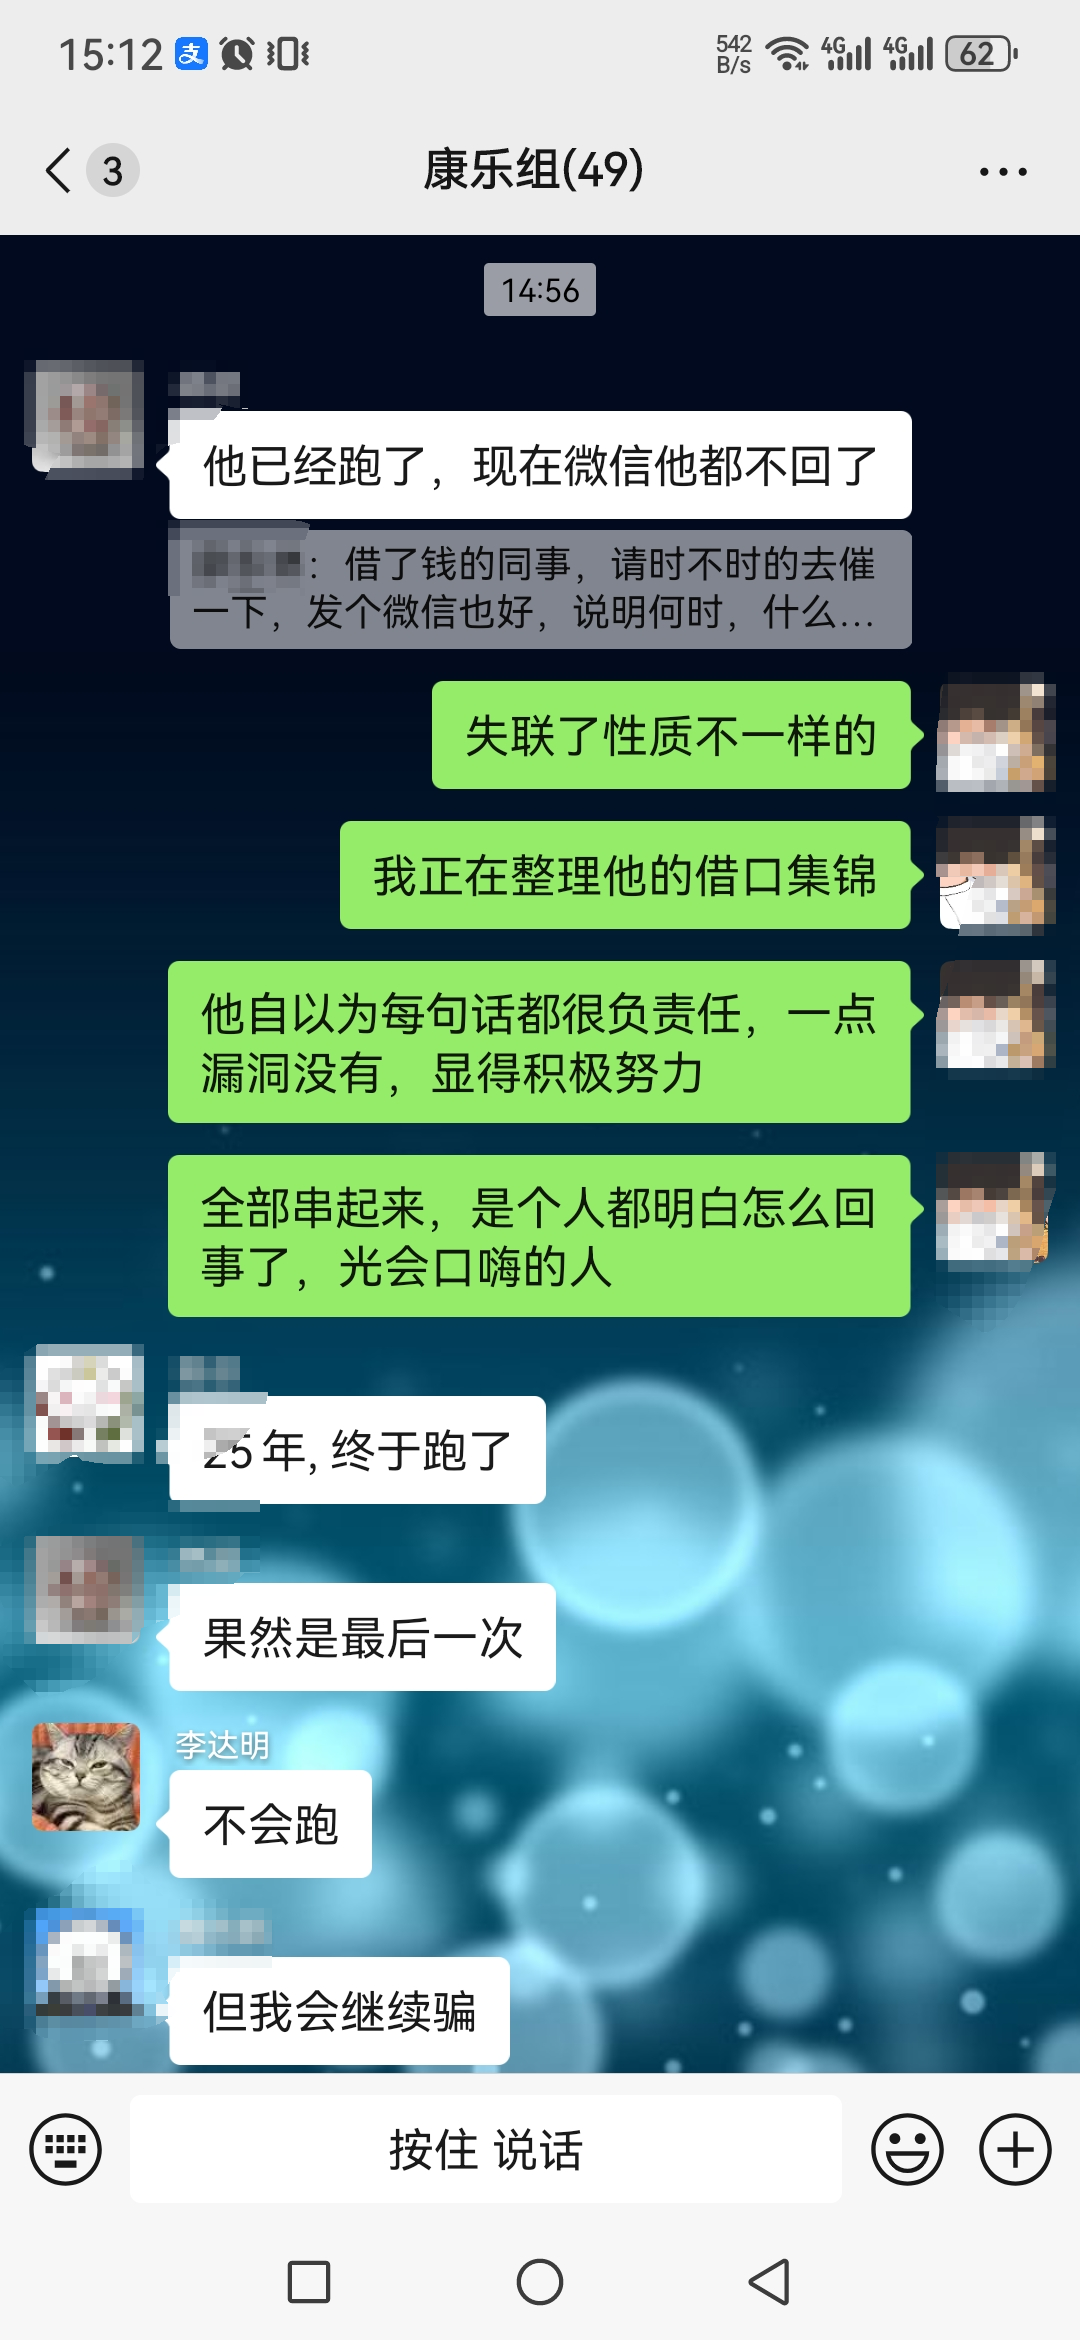 15:12
支
542
B/s
4G
4G
62
3
康乐组(49)
14:56
他已经跑了，现在微信他都不回了
：借了钱的同事，请时不时的去催
一下，发个微信也好，说明何时，什么...
失联了性质不一样的
我正在整理他的借口集锦
他自以为每句话都很负责任，一点
漏洞没有，显得积极努力
全部串起来，是个人都明白怎么回
事了，光会口嗨的人
25年,终于跑了
果然是最后一次
李达明
不会跑
但我会继续骗
按住 说话